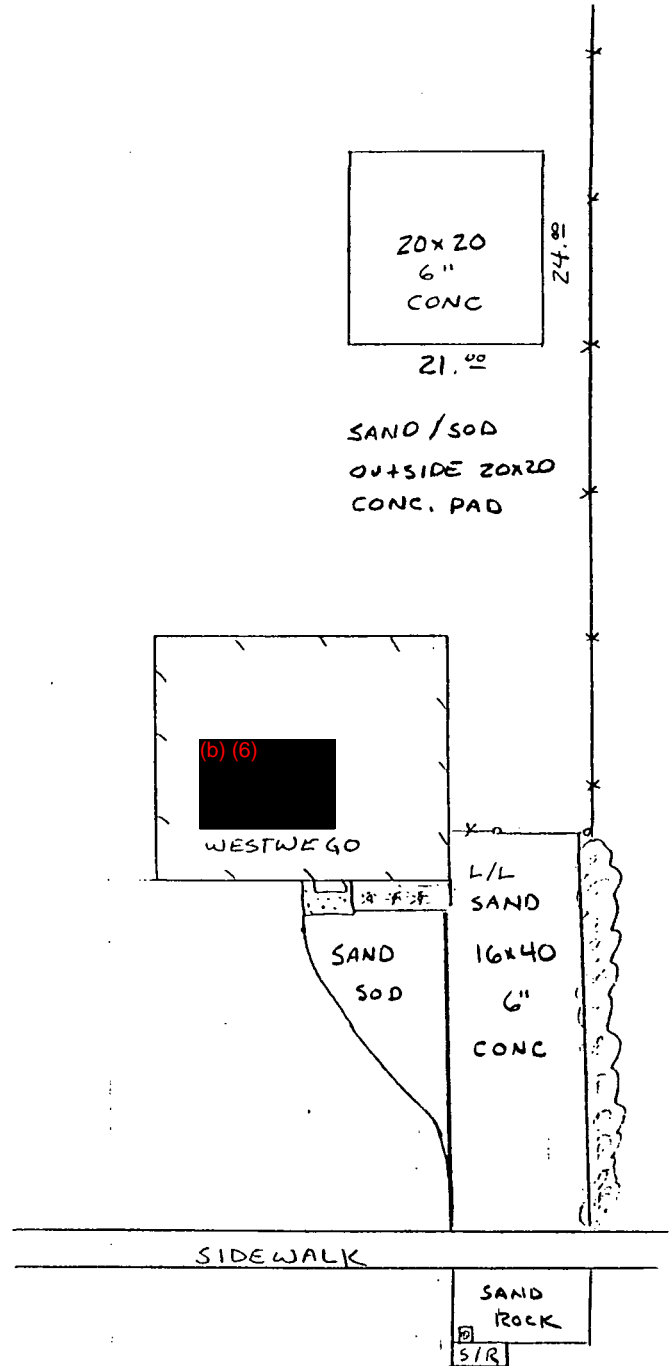 20x20
6"
CONC
24.00
21.00
SAND/SOD
OUTSIDE 20x20
CONC. PAD
(b) (6)
WESTWEGO
L/L
SAND
16x40
6"
CONC
SAND
SOD
SIDEWALK
SAND
ROCK
S/R